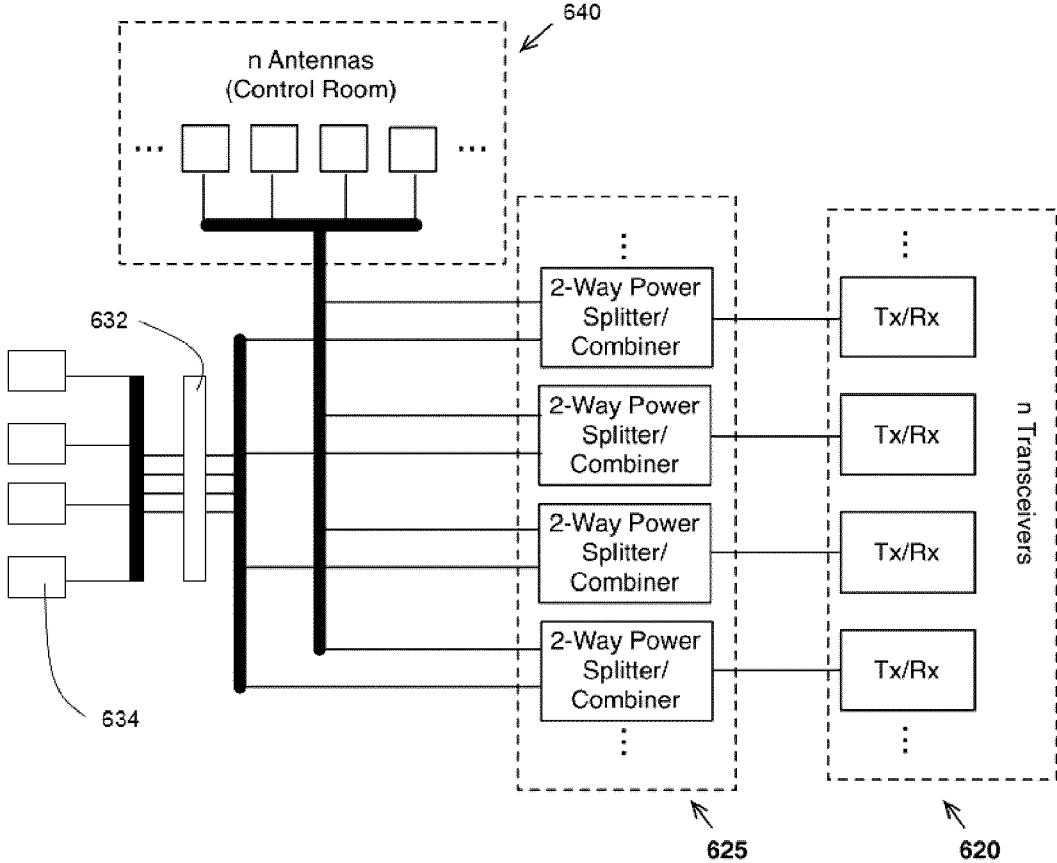 640
n Antennas
(Control Room)
... ...
632
634
...
2-Way Power
Splitter/
Combiner
2-Way Power
Splitter/
Combiner
2-Way Power
Splitter/
Combiner
2-Way Power
Splitter/
Combiner
...
625
...
Tx/Rx
Tx/Rx
Tx/Rx
Tx/Rx
...
n Transceivers
620